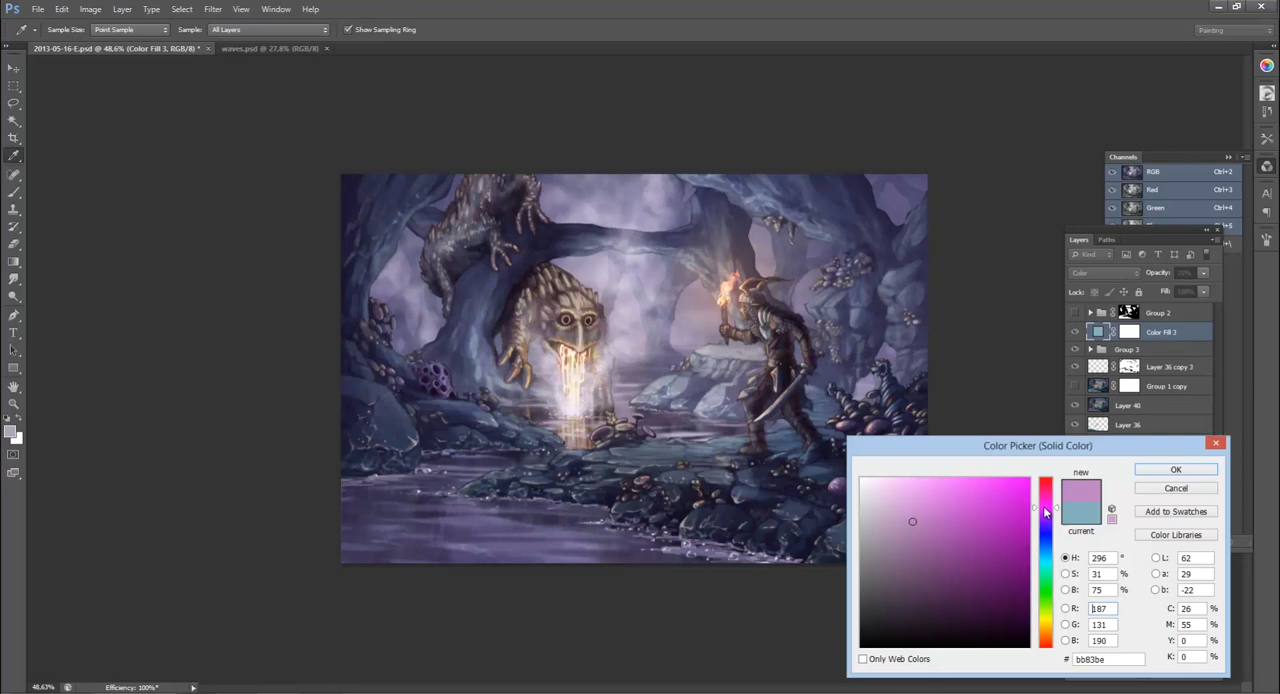 Ps File Edit Image Layer Type Select Filter View Window Help
Sample Size: Point Sample Sample: All Layers Show Sampling Ring Painting
2013-05-16-E.psd @ 48,6% (Color Fill 3, RGB/8) * × waves.psd @ 27.8% (RGB/8) ×
Channels
RGB Ctrl+2
Red Ctrl+3
Green Ctrl+4
Ctrl+5
Layers Paths
Kind
Color Opacity:
Lock: Fill: 100%
Group 2
Color Fill 3
Group 3
Layer 36 copy 3
Group 1 copy
Layer 40
Layer 36
Color Picker (Solid Color)
new
current
OK
Cancel
Add to Swatches
Color Libraries
H: 296 ° L: 62
S: 31 % a: 29
B: 75 % b: -22
R: 187 C: 26 %
G: 131 M: 55 %
B: 190 Y: 0 %
# bb83be K: 0 %
Only Web Colors
48,63% Efficiency: 100%*